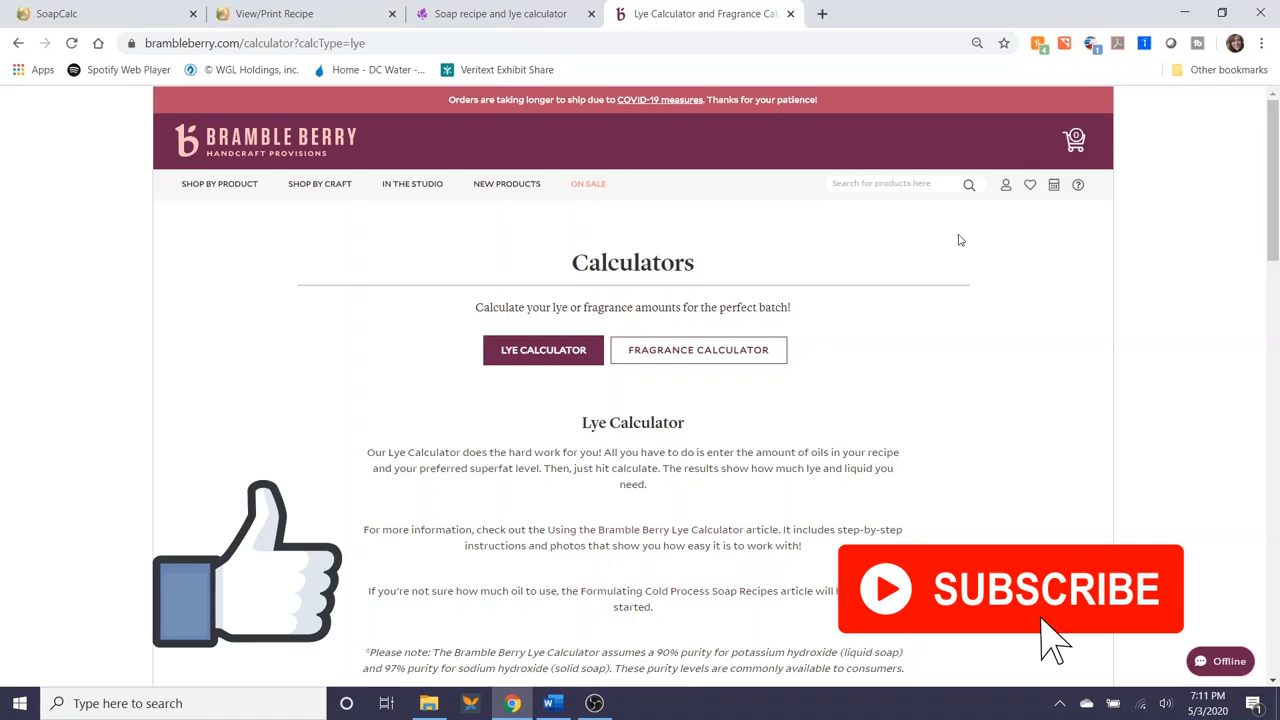 SoapCalc
View/Print Recipe
Soap recipe and lye calculator
Lye Calculator and Fragrance Cal
brambleberry.com/calculator?calcType=lye
Apps
Spotify Web Player
© WGL Holdings, inc.
Home - DC Water -...
Veritext Exhibit Share
Other bookmarks
Orders are taking longer to ship due to COVID-19 measures. Thanks for your patience!
BRAMBLE BERRY
HANDCRAFT PROVISIONS
0
SHOP BY PRODUCT
SHOP BY CRAFT
IN THE STUDIO
NEW PRODUCTS
ON SALE
Search for products here
Calculators
Calculate your lye or fragrance amounts for the perfect batch!
LYE CALCULATOR
FRAGRANCE CALCULATOR
Lye Calculator
Our Lye Calculator does the hard work for you! All you have to do is enter the amount of oils in your recipe
and your preferred superfat level. Then, just hit calculate. The results show how much lye and liquid you
need.
For more information, check out the Using the Bramble Berry Lye Calculator article. It includes step-by-step
instructions and photos that show you how easy it is to work with!
If you're not sure how much oil to use, the Formulating Cold Process Soap Recipes article will
started.
SUBSCRIBE
*Please note: The Bramble Berry Lye Calculator assumes a 90% purity for potassium hydroxide (liquid soap)
and 97% purity for sodium hydroxide (solid soap). These purity levels are commonly available to consumers.
Offline
Type here to search
7:11 PM
5/3/2020